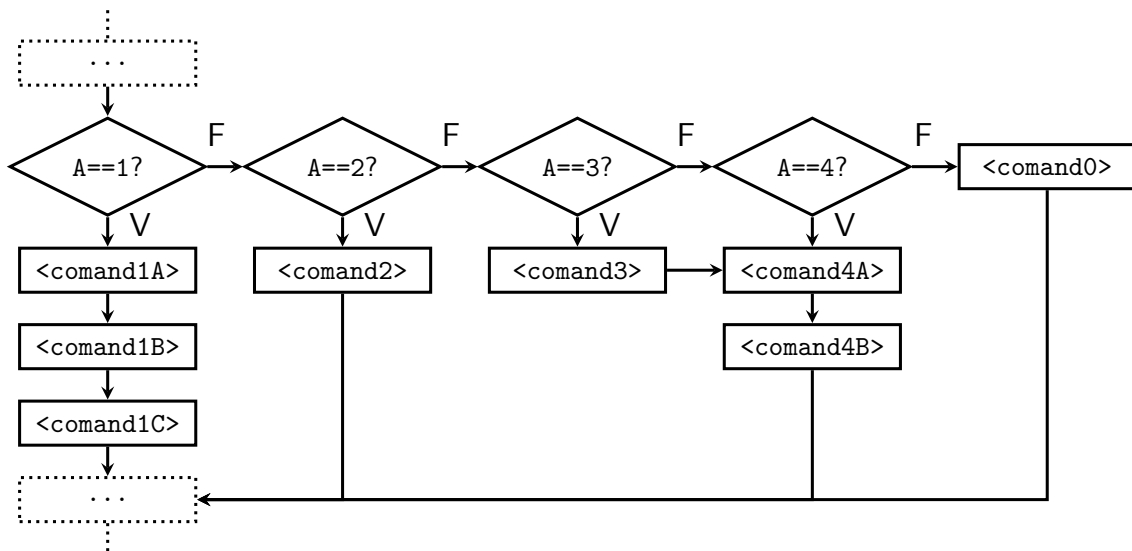 ...
F
F
F
F
A==1?
A==2?
A==3?
A==4?
<comand0>
V
V
V
V
<comand1A>
<comand2>
<comand3>
<comand4A>
<comand1B>
<comand4B>
<comand1C>
...